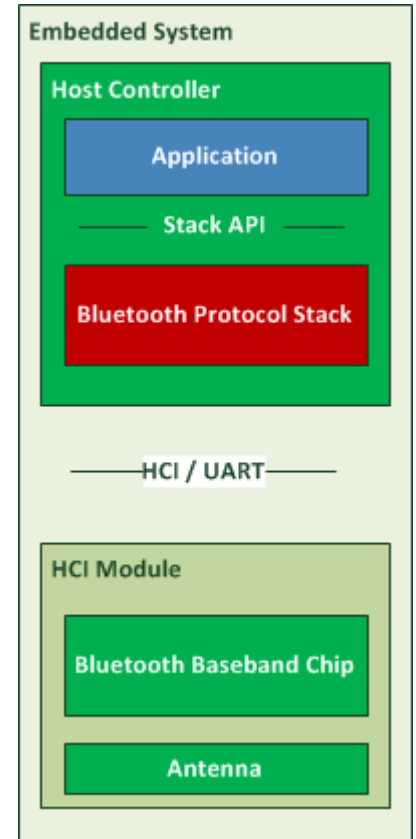 Embedded System
Host Controller
Application
Stack API
Bluetooth Protocol Stack
HCI / UART
HCI Module
Bluetooth Baseband Chip
Antenna